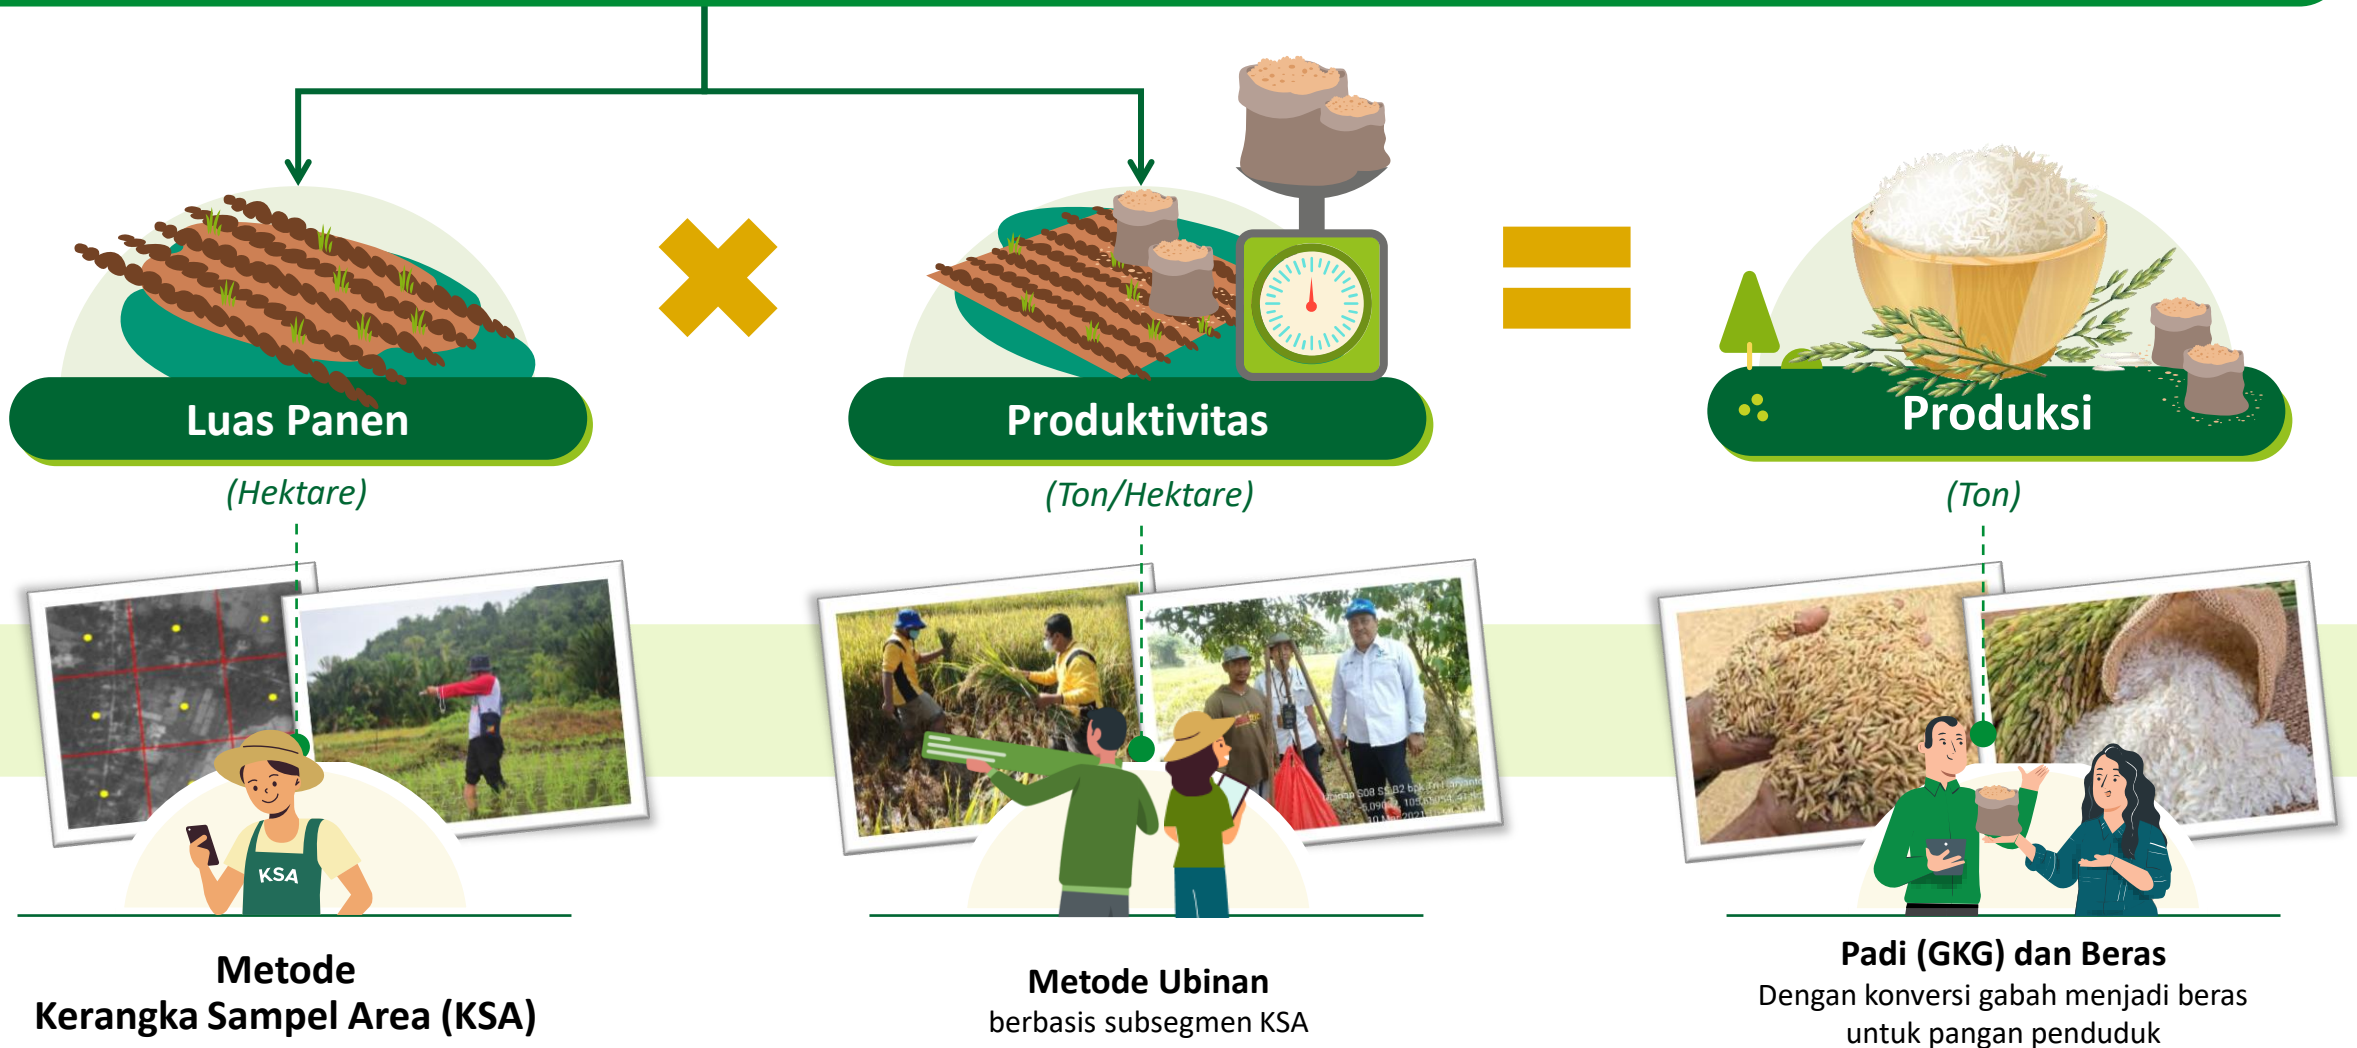 Luas Panen
(Hektare)
Produktivitas
(Ton/Hektare)
Produksi
(Ton)
KSA
Metode
Kerangka Sampel Area (KSA)
Metode Ubinan
berbasis subsegmen KSA
Padi (GKG) dan Beras
Dengan konversi gabah menjadi beras
untuk pangan penduduk